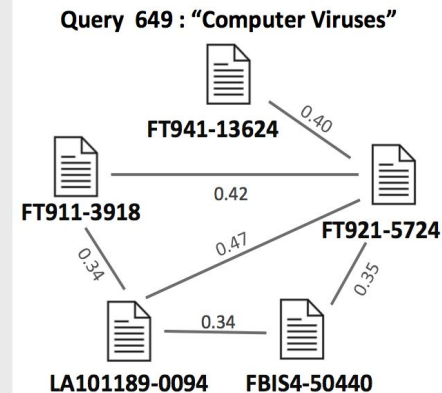 Query 649 : “Computer Viruses”
0.40
FT941-13624
0.42
FT911-3918
FT921-5724
0.47
0.34
0.35
0.34
LA101189-0094
FBIS4-50440